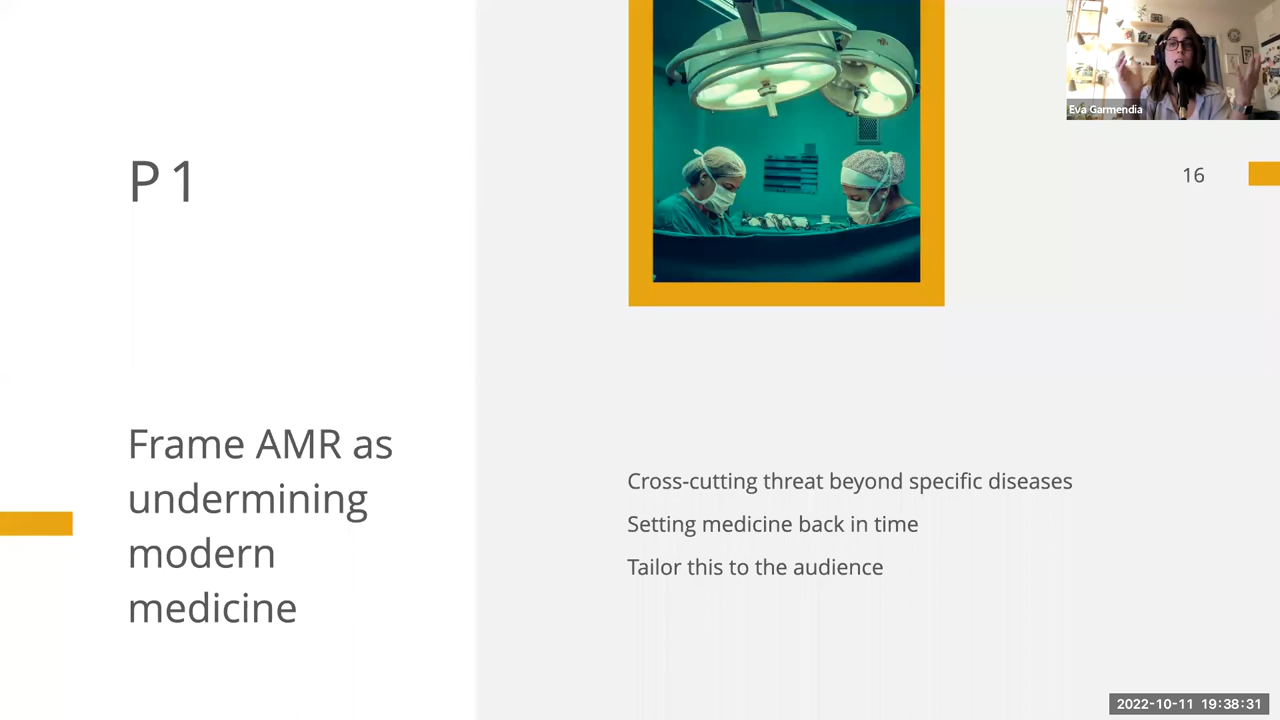 Eva Garmendia
P1
16
Frame AMR as
undermining
modern
medicine
Cross-cutting threat beyond specific diseases
Setting medicine back in time
Tailor this to the audience
2022-10-11 19:38:31